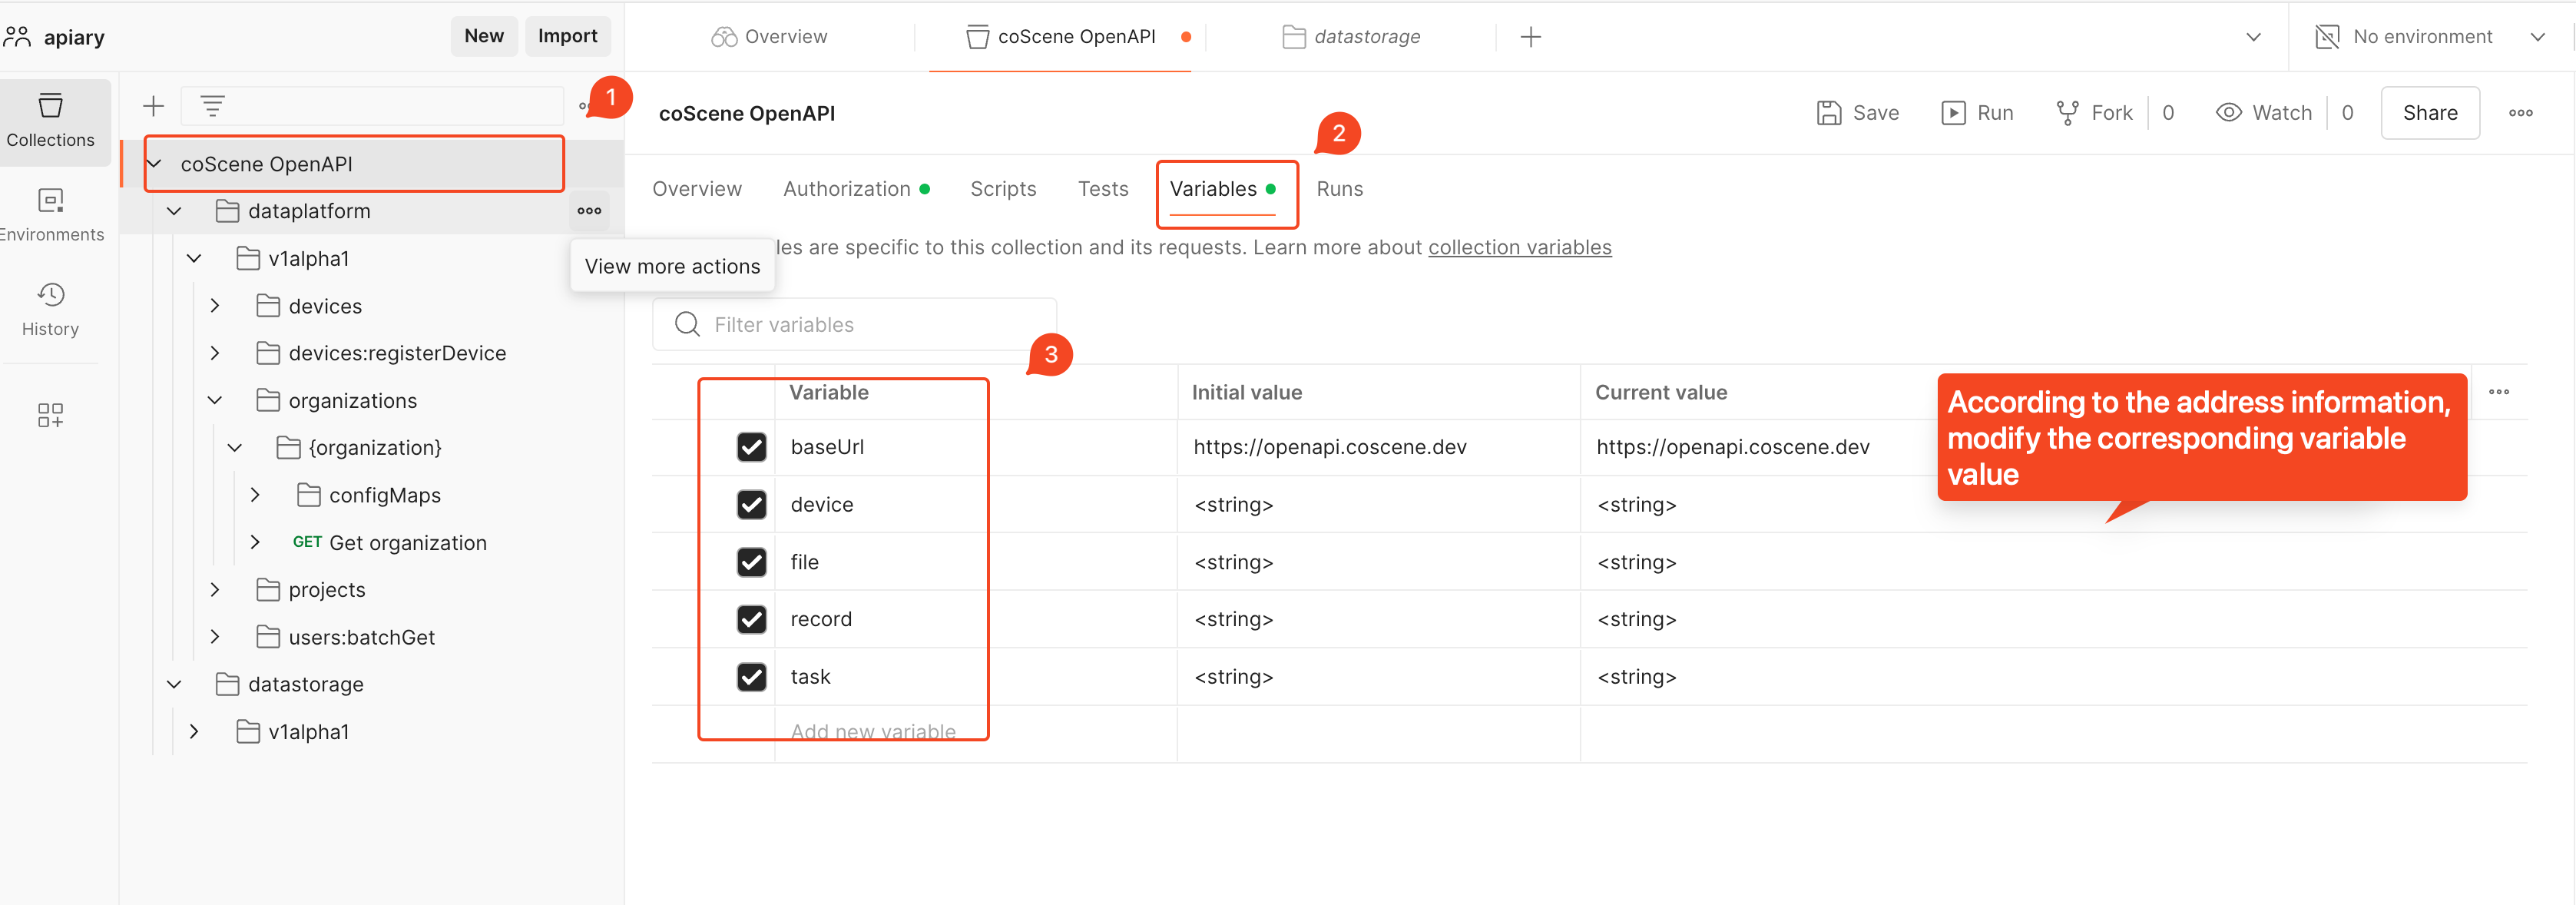 apiary
New
Import
Overview
coScene OpenAPI
datastorage
No environment
Collections
Environments
History
1
coScene OpenAPI
dataplatform
v1alpha1
devices
devices:registerDevice
organizations
{organization}
configMaps
GET Get organization
projects
users:batchGet
datastorage
v1alpha1
View more actions
coScene OpenAPI
Save
Run
Fork
0
Watch
0
Share
2
Overview
Authorization
Scripts
Tests
Variables
Runs
are specific to this collection and its requests. Learn more about collection variables
Filter variables
3
Variable Initial value Current value
baseUrl https://openapi.coscene.dev https://openapi.coscene.dev
device <string> <string>
file <string> <string>
record <string> <string>
task <string> <string>
Add new variable
According to the address information,
modify the corresponding variable
value